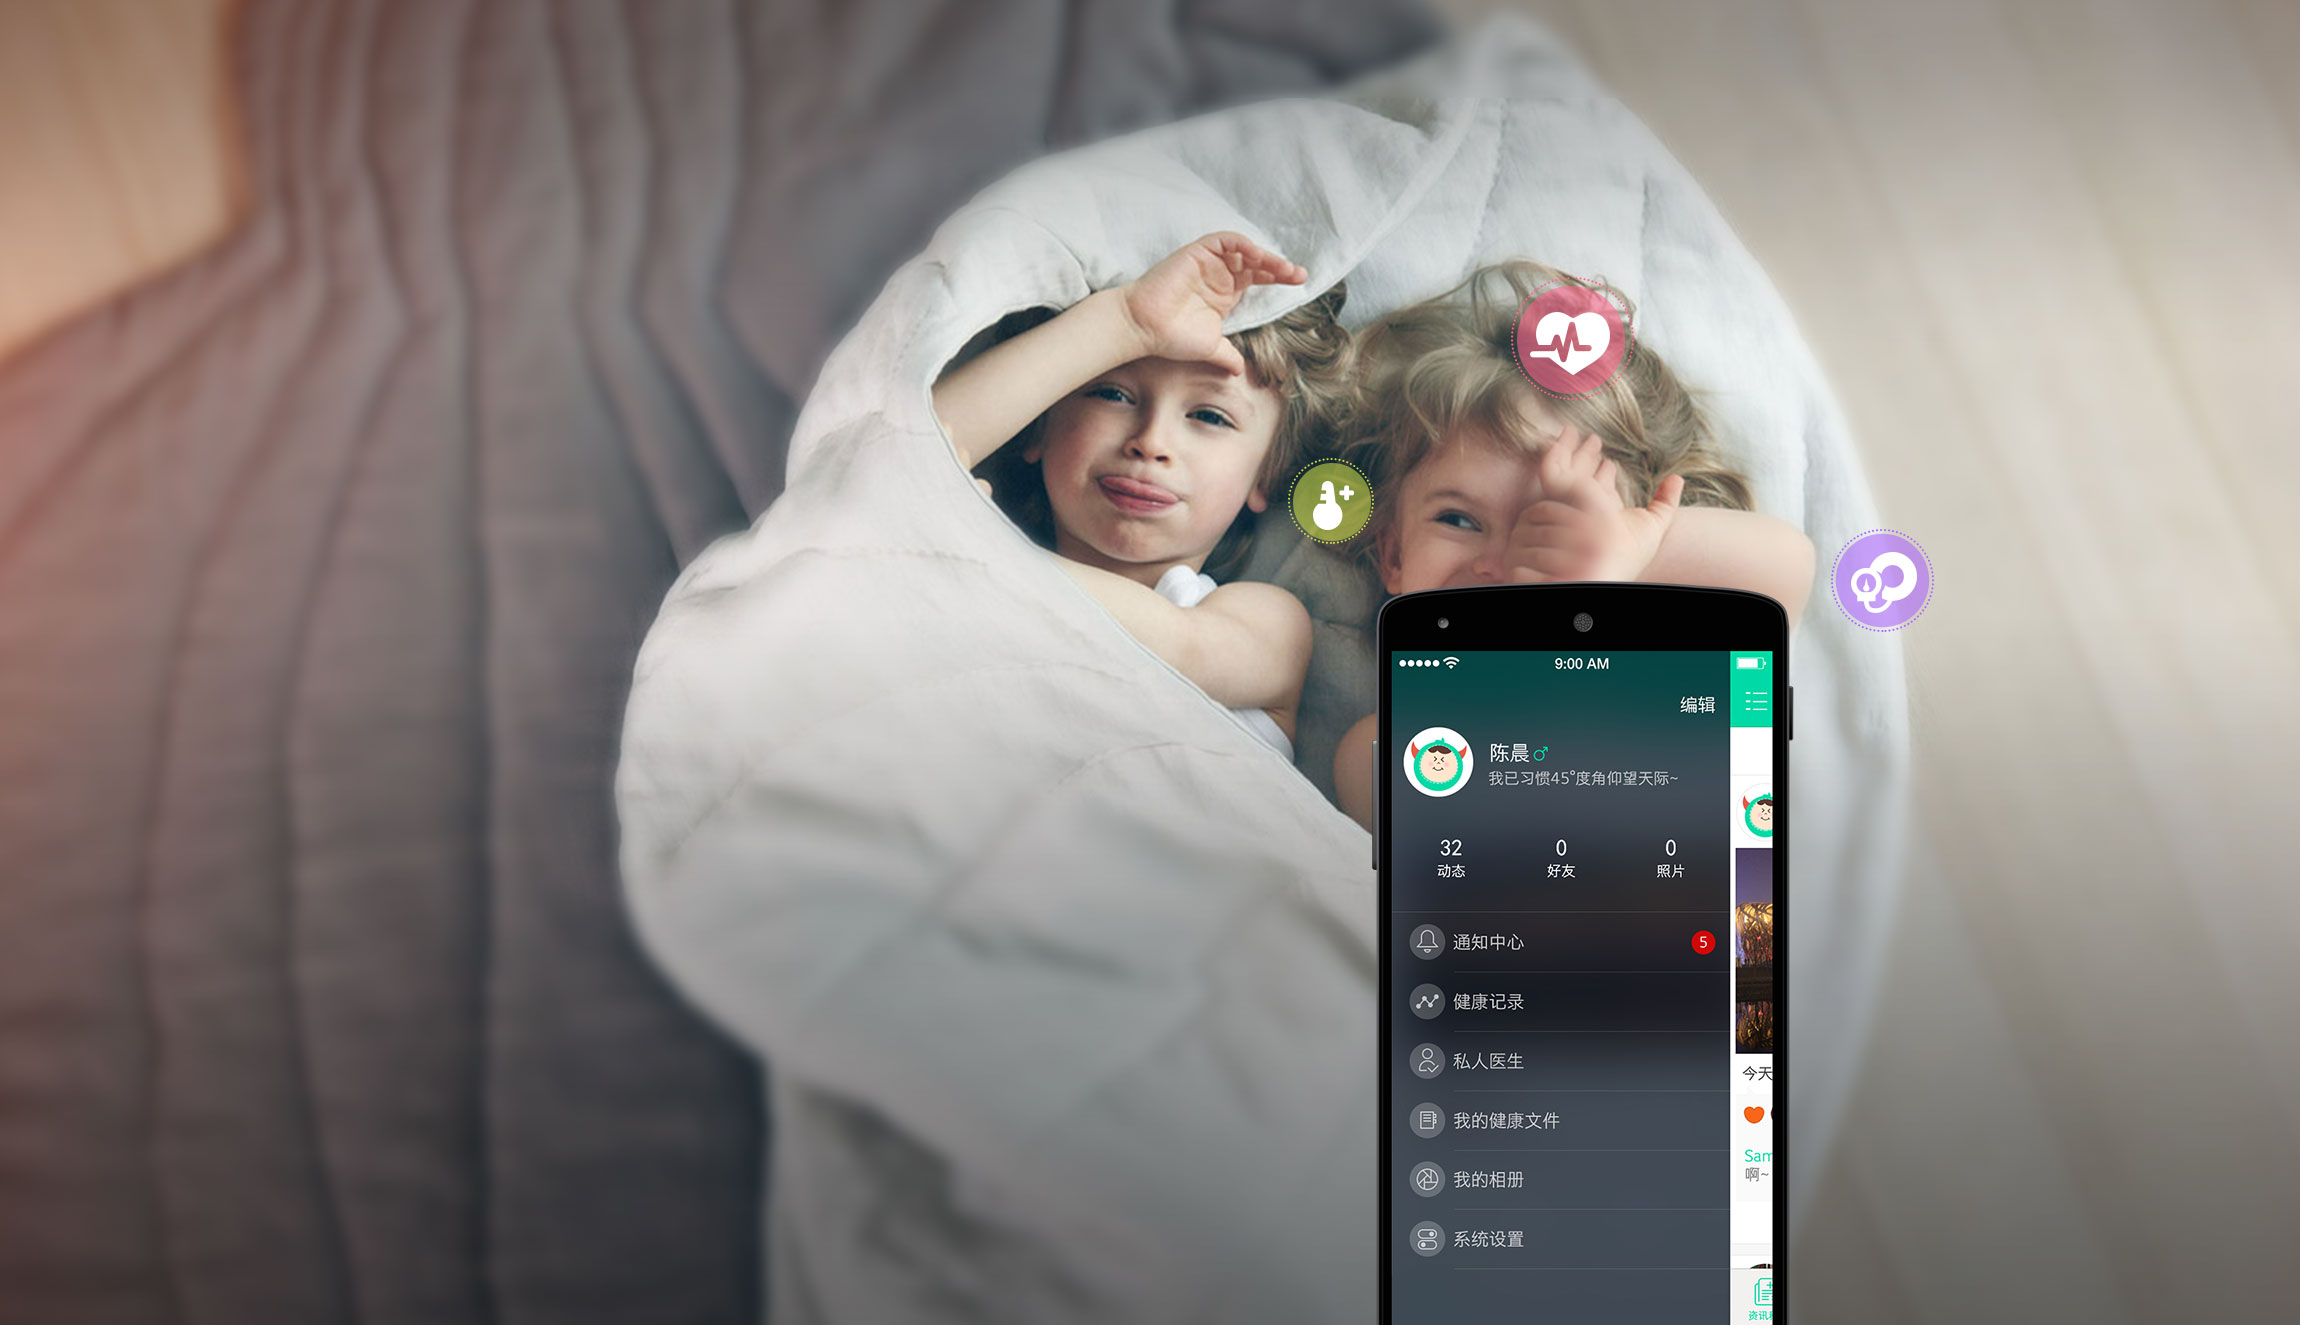 9:00 AM
编辑
陈晨
我已习惯45°度角仰望天际~
32
0
0
动态
好友
照片
通知中心
5
健康记录
私人医生
我的健康文件
我的相册
系统设置
今天
Sam
啊~
资讯